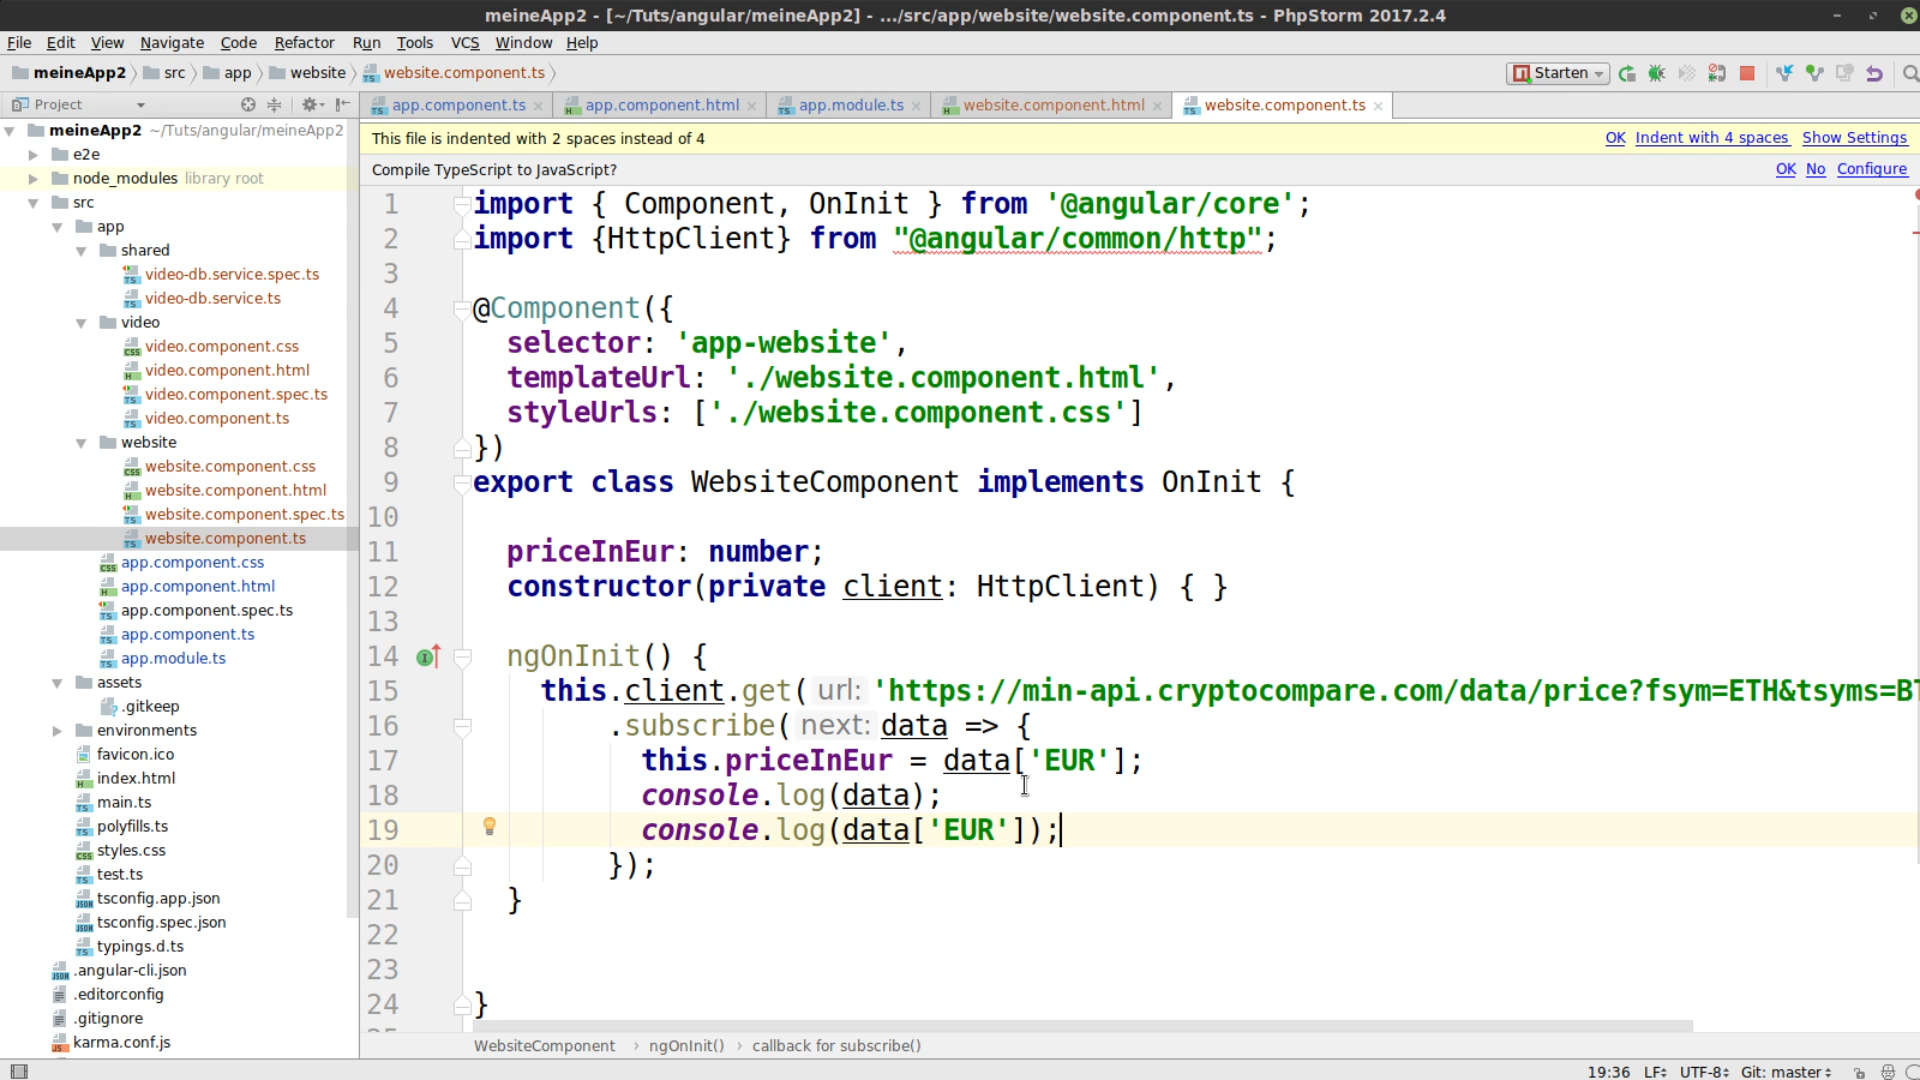 meineApp2 - [~/Tuts/angular/meineApp2] - .../src/app/website/website.component.ts - PhpStorm 2017.2.4
File Edit View Navigate Code Refactor Run Tools VCS Window Help
meineApp2 src app website website.component.ts Starten
Project app.component.ts app.component.html app.module.ts website.component.html website.component.ts
This file is indented with 2 spaces instead of 4 OK Indent with 4 spaces Show Settings
Compile TypeScript to JavaScript? OK No Configure
meineApp2 ~/Tuts/angular/meineApp2
e2e
node_modules library root
src
app
shared
video-db.service.spec.ts
video-db.service.ts
video
video.component.css
video.component.html
video.component.spec.ts
video.component.ts
website
website.component.css
website.component.html
website.component.spec.ts
website.component.ts
app.component.css
app.component.html
app.component.spec.ts
app.component.ts
app.module.ts
assets
.gitkeep
environments
favicon.ico
index.html
main.ts
polyfills.ts
styles.css
test.ts
tsconfig.app.json
tsconfig.spec.json
typings.d.ts
.angular-cli.json
.editorconfig
.gitignore
karma.conf.js
1 import { Component, OnInit } from '@angular/core';
2 import {HttpClient} from "@angular/common/http";
3
4 @Component({
5 selector: 'app-website',
6 templateUrl: './website.component.html',
7 styleUrls: ['./website.component.css']
8 })
9 export class WebsiteComponent implements OnInit {
10
11 priceInEur: number;
12 constructor(private client: HttpClient) { }
13
14 ngOnInit() {
15 this.client.get( url: 'https://min-api.cryptocompare.com/data/price?fsym=ETH&tsyms=BT
16 .subscribe( next: data => {
17 this.priceInEur = data['EUR'];
18 console.log(data);
19 console.log(data['EUR']);
20 });
21 }
22
23
24 }
WebsiteComponent ngOnInit() callback for subscribe()
19:36 LF UTF-8 Git: master